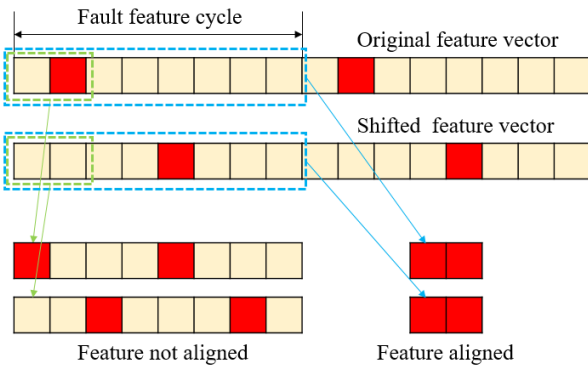 Fault feature cycle
Original feature vector
Shifted feature vector
Feature not aligned
Feature aligned